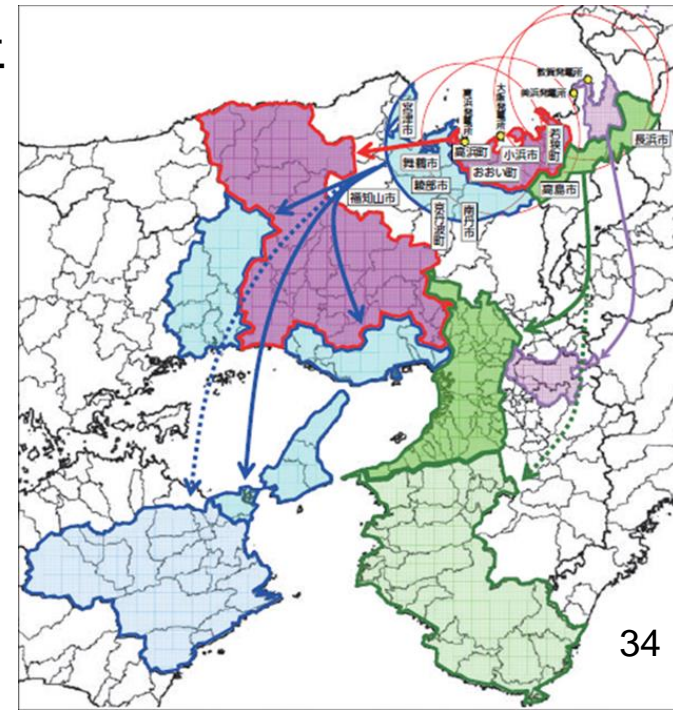 敦賀発電所
美浜発電所
大飯発電所
高浜発電所
宮津市
長浜市
若狭町
高浜町
小浜市
舞鶴市
おおい町
綾部市
高島市
福知山市
南丹市
京丹波町
34